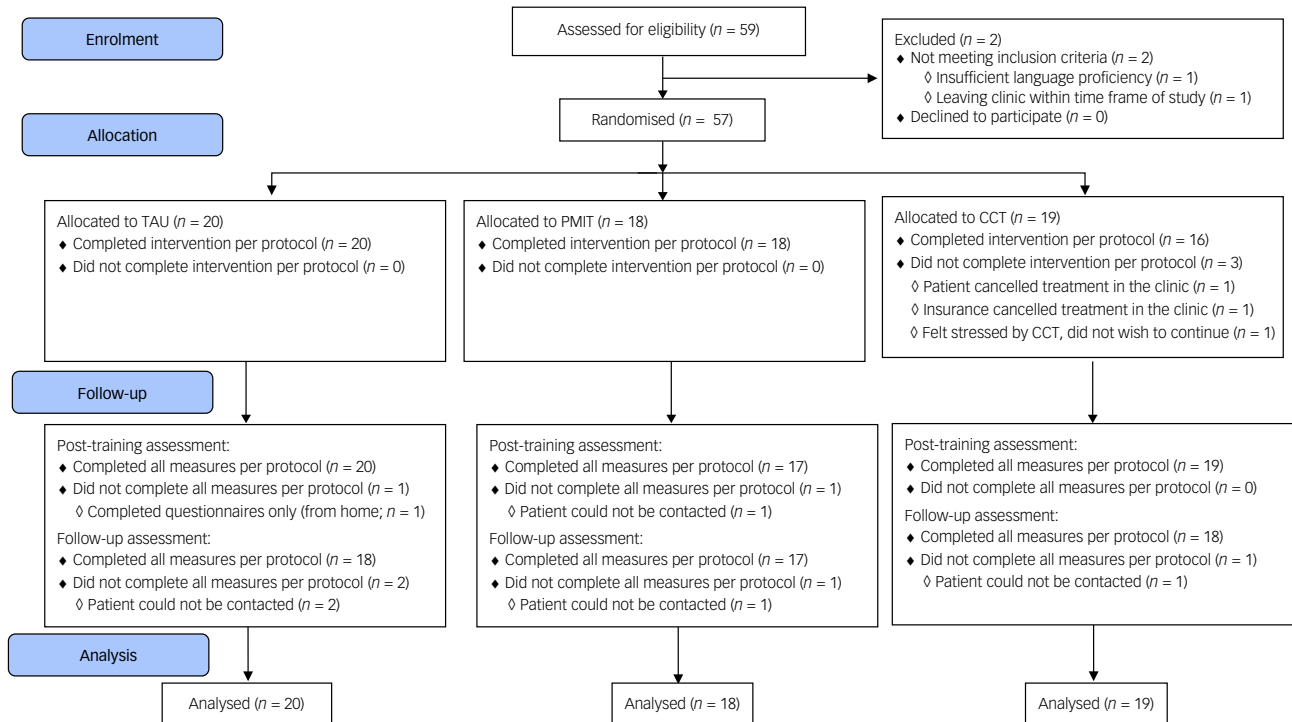 Enrolment
Assessed for eligibility (n = 59)
Excluded (n = 2)
♦ Not meeting inclusion criteria (n = 2)
◊ Insufficient language proficiency (n = 1)
◊ Leaving clinic within time frame of study (n = 1)
♦ Declined to participate (n = 0)
Randomised (n = 57)
Allocation
Allocated to TAU (n = 20)
♦ Completed intervention per protocol (n = 20)
♦ Did not complete intervention per protocol (n = 0)
Allocated to PMIT (n = 18)
♦ Completed intervention per protocol (n = 18)
♦ Did not complete intervention per protocol (n = 0)
Allocated to CCT (n = 19)
♦ Completed intervention per protocol (n = 16)
♦ Did not complete intervention per protocol (n = 3)
◊ Patient cancelled treatment in the clinic (n = 1)
◊ Insurance cancelled treatment in the clinic (n = 1)
◊ Felt stressed by CCT, did not wish to continue (n = 1)
Follow-up
Post-training assessment:
♦ Completed all measures per protocol (n = 20)
♦ Did not complete all measures per protocol (n = 1)
◊ Completed questionnaires only (from home; n = 1)
Follow-up assessment:
♦ Completed all measures per protocol (n = 18)
♦ Did not complete all measures per protocol (n = 2)
◊ Patient could not be contacted (n = 2)
Post-training assessment:
♦ Completed all measures per protocol (n = 17)
♦ Did not complete all measures per protocol (n = 1)
◊ Patient could not be contacted (n = 1)
Follow-up assessment:
♦ Completed all measures per protocol (n = 17)
♦ Did not complete all measures per protocol (n = 1)
◊ Patient could not be contacted (n = 1)
Post-training assessment:
♦ Completed all measures per protocol (n = 19)
♦ Did not complete all measures per protocol (n = 0)
Follow-up assessment:
♦ Completed all measures per protocol (n = 18)
♦ Did not complete all measures per protocol (n = 1)
◊ Patient could not be contacted (n = 1)
Analysis
Analysed (n = 20)
Analysed (n = 18)
Analysed (n = 19)